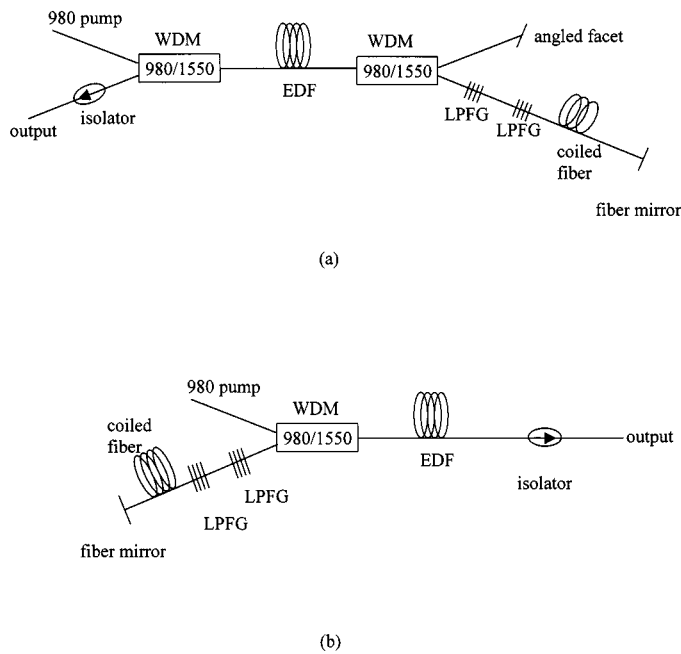 980 pump
WDM
980/1550
isolator
output
EDF
WDM
980/1550
angled facet
LPFG
LPFG
coiled
fiber
fiber mirror
(a)
980 pump
WDM
980/1550
coiled
fiber
LPFG
LPFG
fiber mirror
EDF
isolator
output
(b)